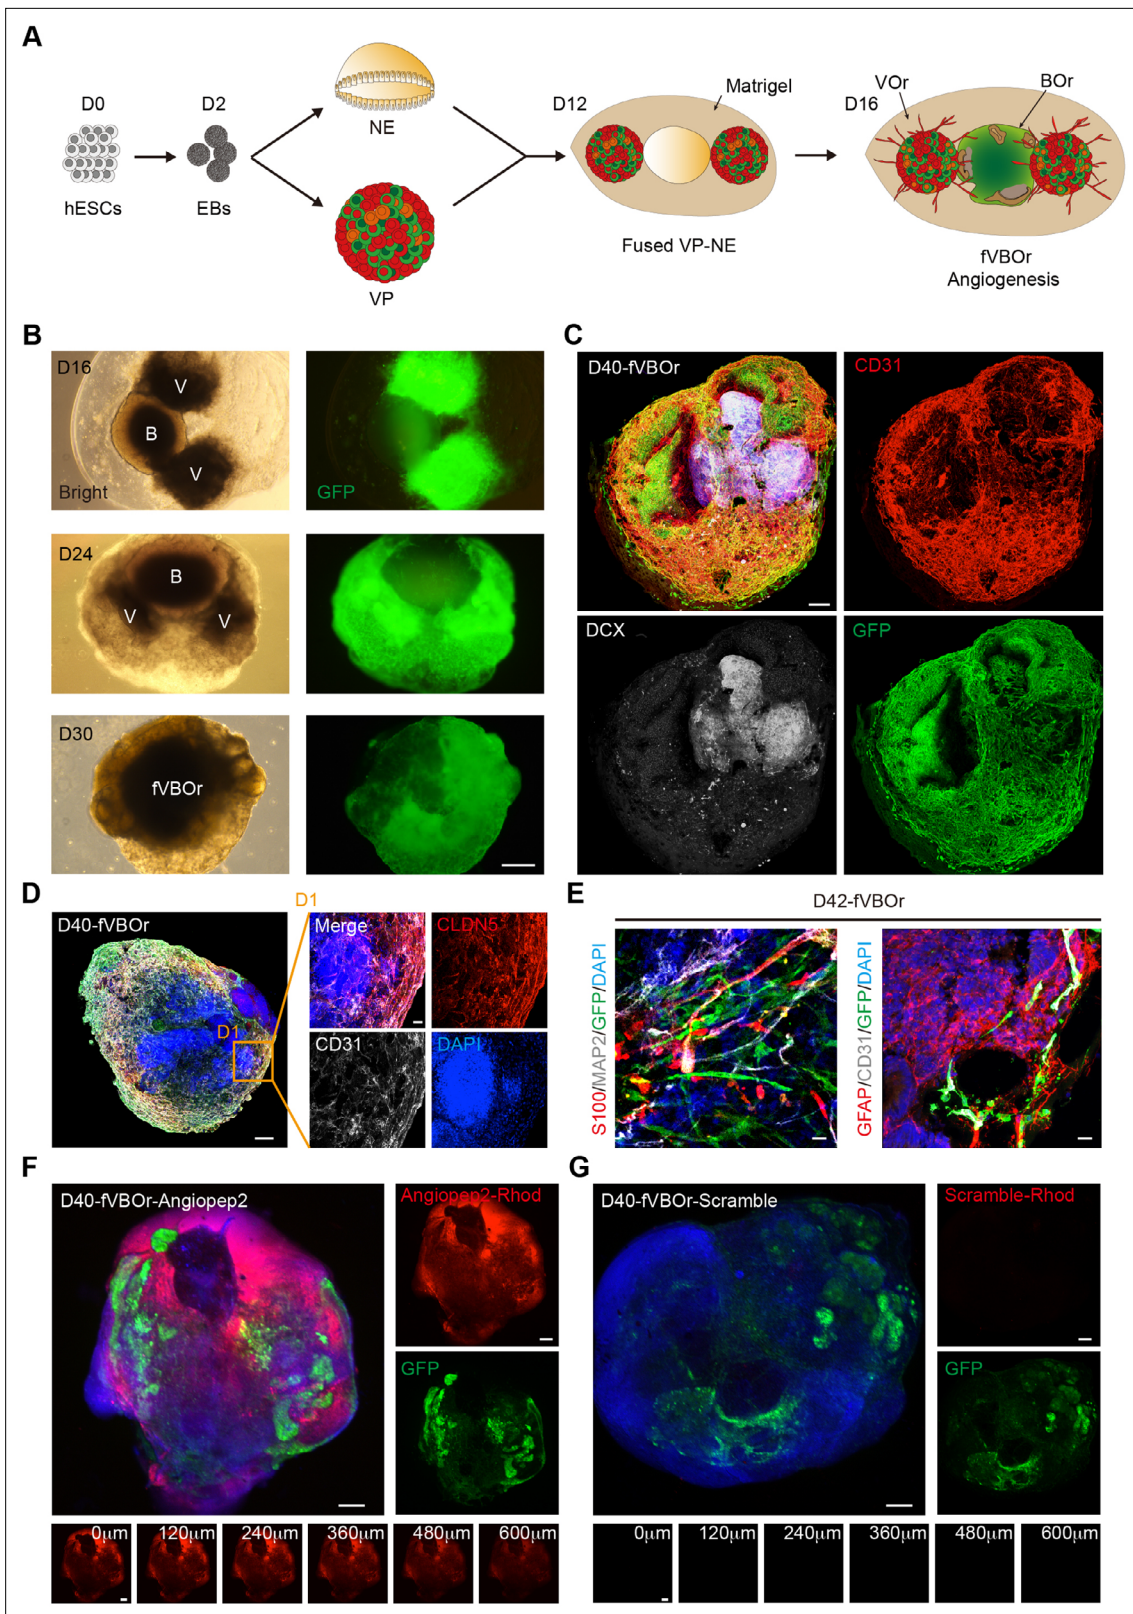 A
D0
hESCs
D2
EBs
NE
VP
D12
Matrigel
Fused VP-NE
D16
VOr
BOr
fVBOr
Angiogenesis
B
D16
V
B
V
Bright
GFP
D24
B
V
V
D30
fVBOr
C
D40-fVBOr
CD31
DCX
GFP
D
D40-fVBOr
D1
D1
Merge
CLDN5
CD31
DAPI
E
D42-fVBOr
S100/MAP2/GFP/DAPI
GFAP/CD31/GFP/DAPI
F
D40-fVBOr-Angiopep2
Angiopep2-Rhod
GFP
0μm
120μm
240μm
360μm
480μm
600μm
G
D40-fVBOr-Scramble
Scramble-Rhod
GFP
0μm
120μm
240μm
360μm
480μm
600μm